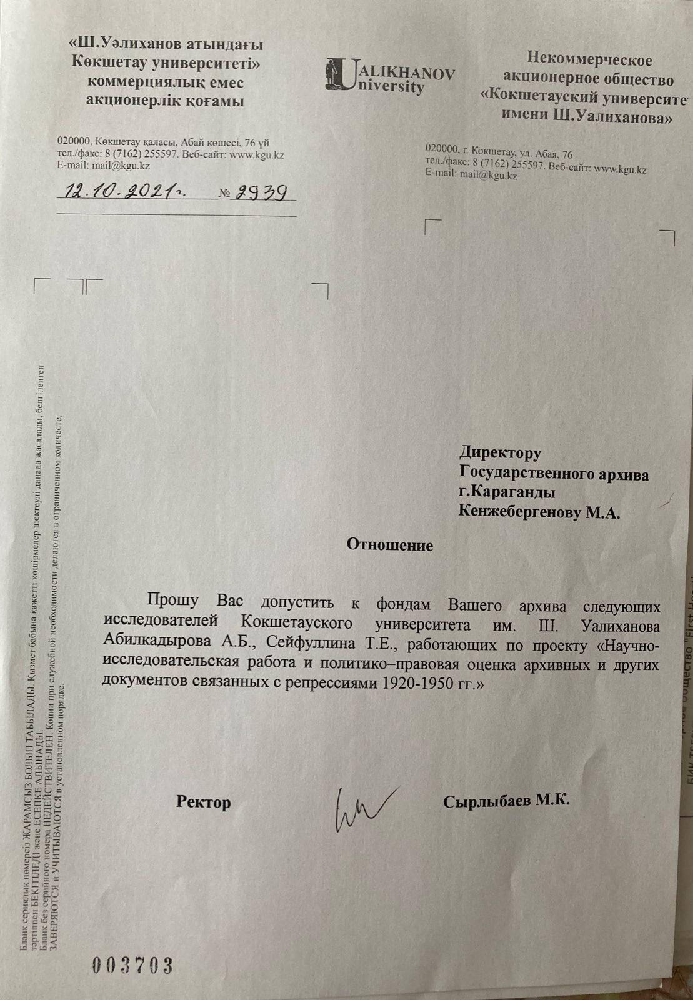 «Ш.Уәлиханов атындағы
Көкшетау университеті»
коммерциялық емес
акционерлік қоғамы
UALIKHANOV
University
Некоммерческое
акционерное общество
«Кокшетауский университе
имени Ш.Уалиханова»
020000, Көкшетау қаласы, Абай көшесі, 76 үй
тел./факс: 8 (7162) 255597. Веб-сайт: www.kgu.kz
E-mail: mail@kgu.kz
020000, г. Кокшетау, ул. Абая, 76
тел./факс: 8 (7162) 255597. Веб-сайт: www.kgu.kz
E-mail: mail@kgu.kz
12.10.2021г. № 2939
Директору
Государственного архива
г.Караганды
Кенжебергенову М.А.
Отношение
Прошу Вас допустить к фондам Вашего архива следующих
исследователей Кокшетауского университета им. Ш. Уалиханова
Абилкадырова А.Б., Сейфуллина Т.Е., работающих по проекту «Научно-
исследовательская работа и политико–правовая оценка архивных и других
документов связанных с репрессиями 1920-1950 гг.»
Ректор Сырлыбаев М.К.
Бланк сериялық нөмерсіз ЖАРАМСЫЗ БОЛЫП ТАБЫЛАДЫ. Қызмет бабына қажетті көшірмелер шектеулі данада жасалады, белгіленген
тәртіппен БЕКІТІЛЕДІ және ЕСЕПКЕ АЛЫНАДЫ.
Бланк без серийного номера НЕДЕЙСТВИТЕЛЕН. Копии при служебной необходимости делаются в ограниченном количесте,
ЗАВЕРЯЮТСЯ и УЧИТЫВАЮТСЯ в установленном порядке.
003703
общество "First Hear